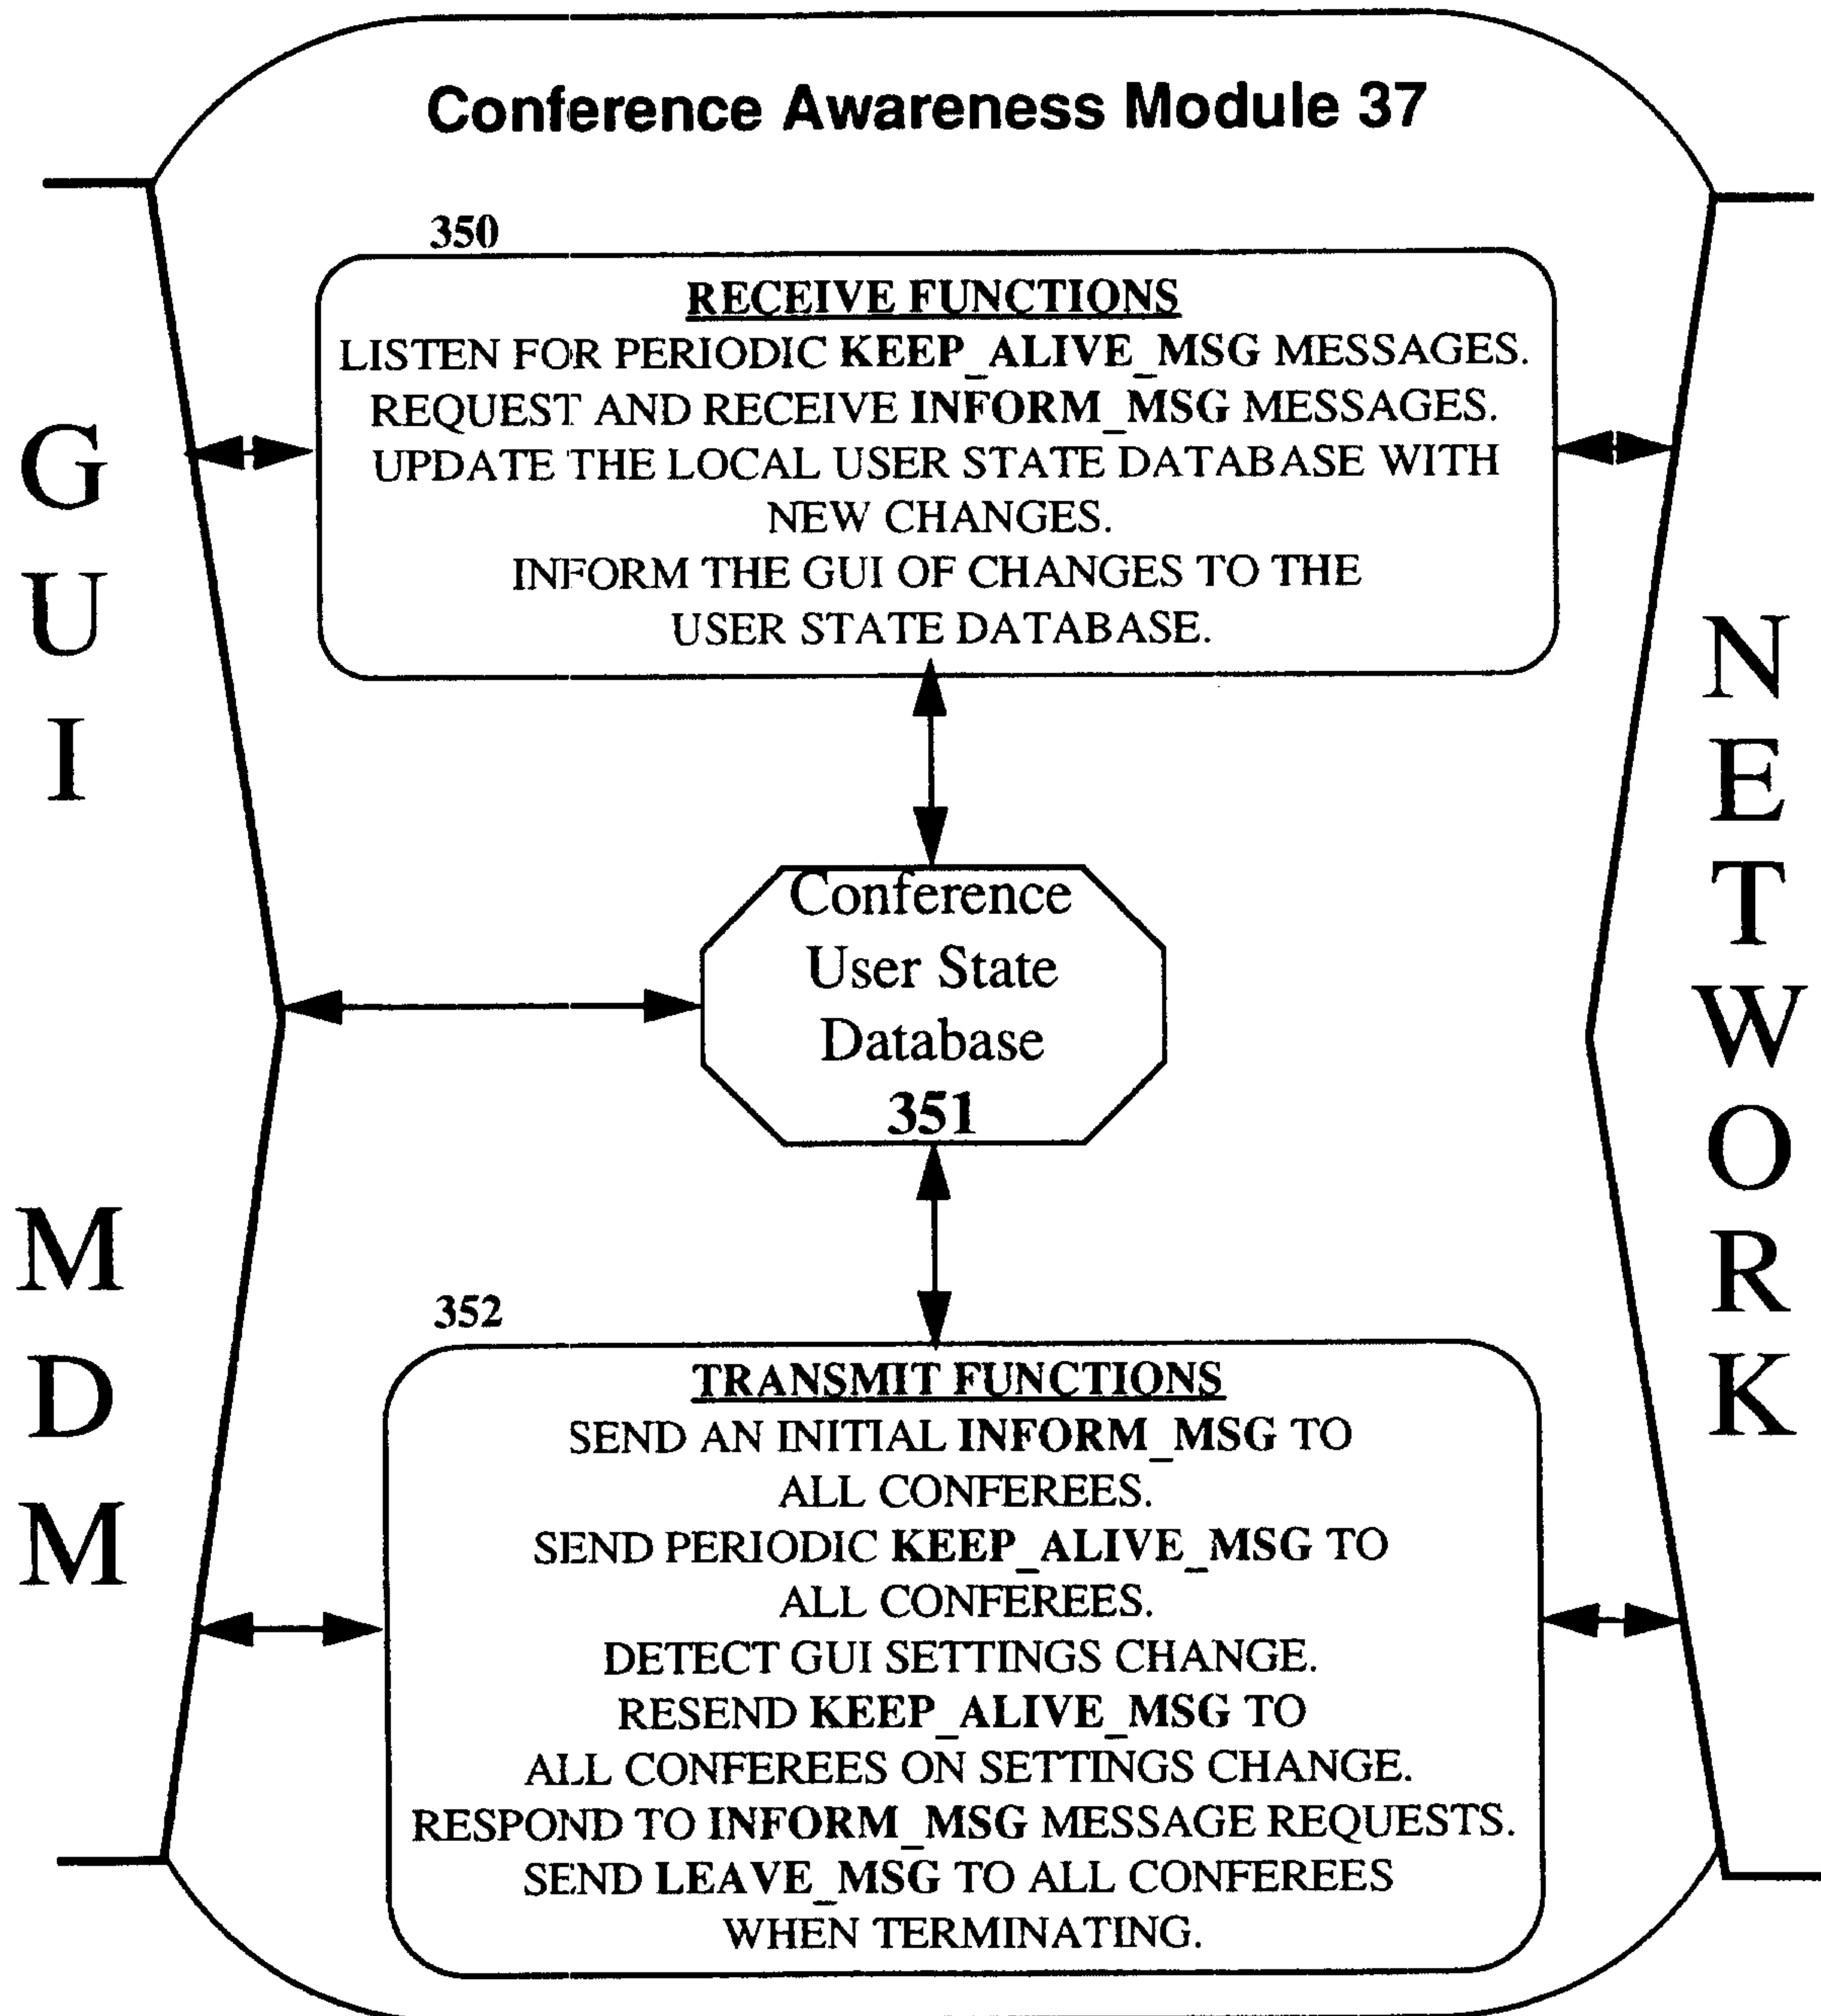 Conference Awareness Module 37
350
RECEIVE FUNCTIONS
LISTEN FOR PERIODIC KEEP_ALIVE_MSG MESSAGES.
REQUEST AND RECEIVE INFORM_MSG MESSAGES.
UPDATE THE LOCAL USER STATE DATABASE WITH
NEW CHANGES.
INFORM THE GUI OF CHANGES TO THE
USER STATE DATABASE.
GUI
NETWORK
Conference
User State
Database
351
MDM
352
TRANSMIT FUNCTIONS
SEND AN INITIAL INFORM_MSG TO
ALL CONFEREES.
SEND PERIODIC KEEP_ALIVE_MSG TO
ALL CONFEREES.
DETECT GUI SETTINGS CHANGE.
RESEND KEEP_ALIVE_MSG TO
ALL CONFEREES ON SETTINGS CHANGE.
RESPOND TO INFORM_MSG MESSAGE REQUESTS.
SEND LEAVE_MSG TO ALL CONFEREES
WHEN TERMINATING.